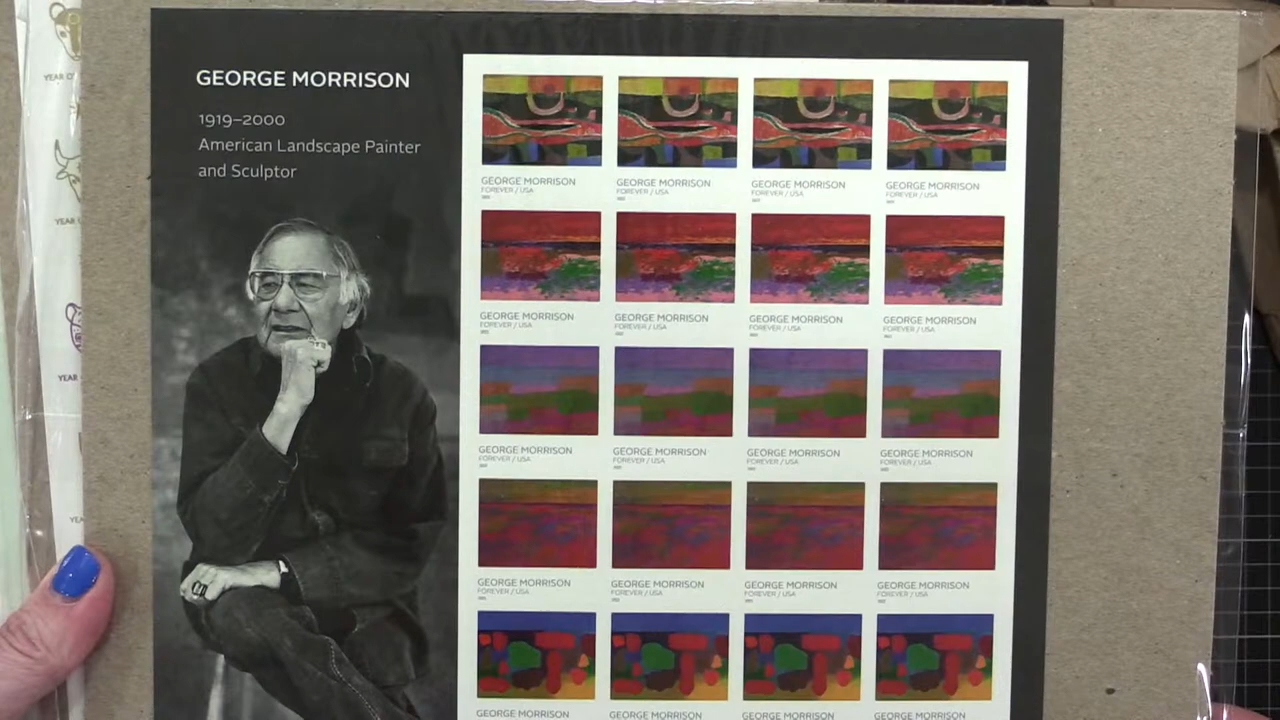 GEORGE MORRISON
1919–2000
American Landscape Painter
and Sculptor
GEORGE MORRISON GEORGE MORRISON GEORGE MORRISON GEORGE MORRISON
FOREVER / USA FOREVER / USA FOREVER / USA FOREVER / USA
GEORGE MORRISON GEORGE MORRISON GEORGE MORRISON GEORGE MORRISON
FOREVER / USA FOREVER / USA FOREVER / USA FOREVER / USA
GEORGE MORRISON GEORGE MORRISON GEORGE MORRISON GEORGE MORRISON
FOREVER / USA FOREVER / USA FOREVER / USA FOREVER / USA
GEORGE MORRISON GEORGE MORRISON GEORGE MORRISON GEORGE MORRISON
FOREVER / USA FOREVER / USA FOREVER / USA FOREVER / USA
GEORGE MORRISON GEORGE MORRISON GEORGE MORRISON GEORGE MORRISON
YEAR
YEAR
YEAR